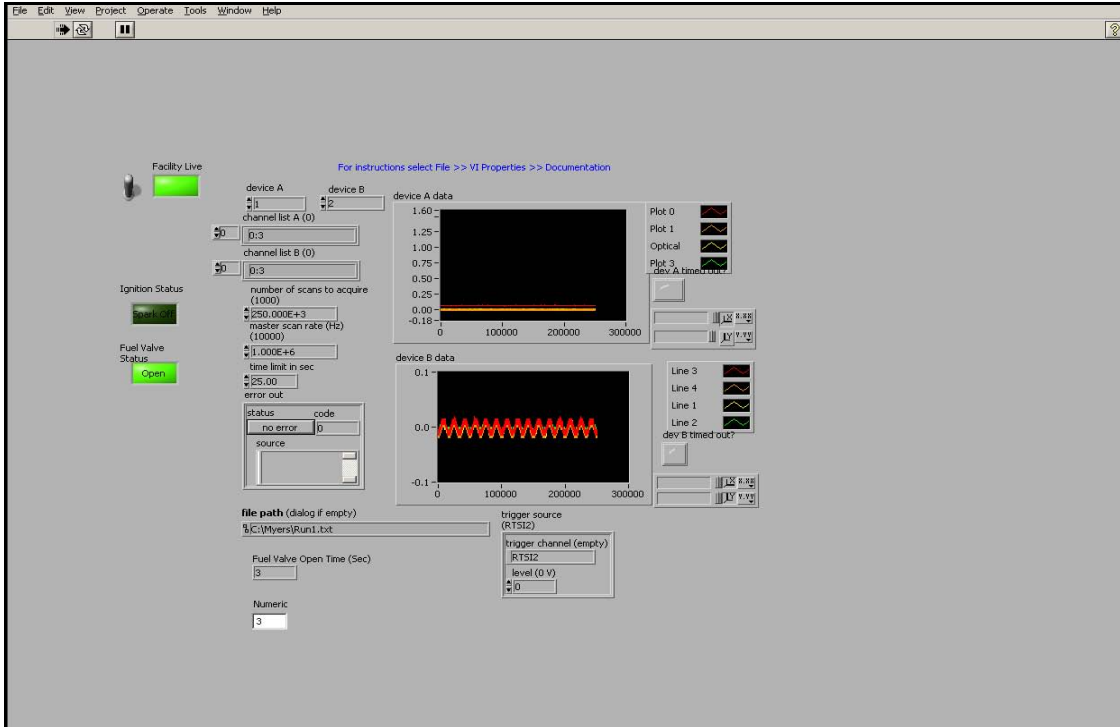 File Edit View Project Operate Tools Window Help
Facility Live
For instructions select File >> VI Properties >> Documentation
device A
device B
1
2
channel list A (0)
0
0:3
channel list B (0)
0
0:3
Ignition Status
Spark Off
number of scans to acquire
(1000)
250.000E+3
master scan rate (Hz)
(10000)
1.000E+6
Fuel Valve
Status
Open
time limit in sec
25.00
error out
status
code
no error
0
source
device A data
1.60
1.25
1.00
0.75
0.50
0.25
0.00
-0.18
0 100000 200000 300000
Plot 0
Plot 1
Optical
Plot 3
dev A timed out?
X.XX
Y.YY
device B data
0.1
0.0
-0.1
0 100000 200000 300000
Line 3
Line 4
Line 1
Line 2
dev B timed out?
X.XX
Y.YY
file path (dialog if empty)
C:\Myers\Run1.txt
trigger source
(RTSI2)
trigger channel (empty)
RTSI2
level (0 V)
0
Fuel Valve Open Time (Sec)
3
Numeric
3